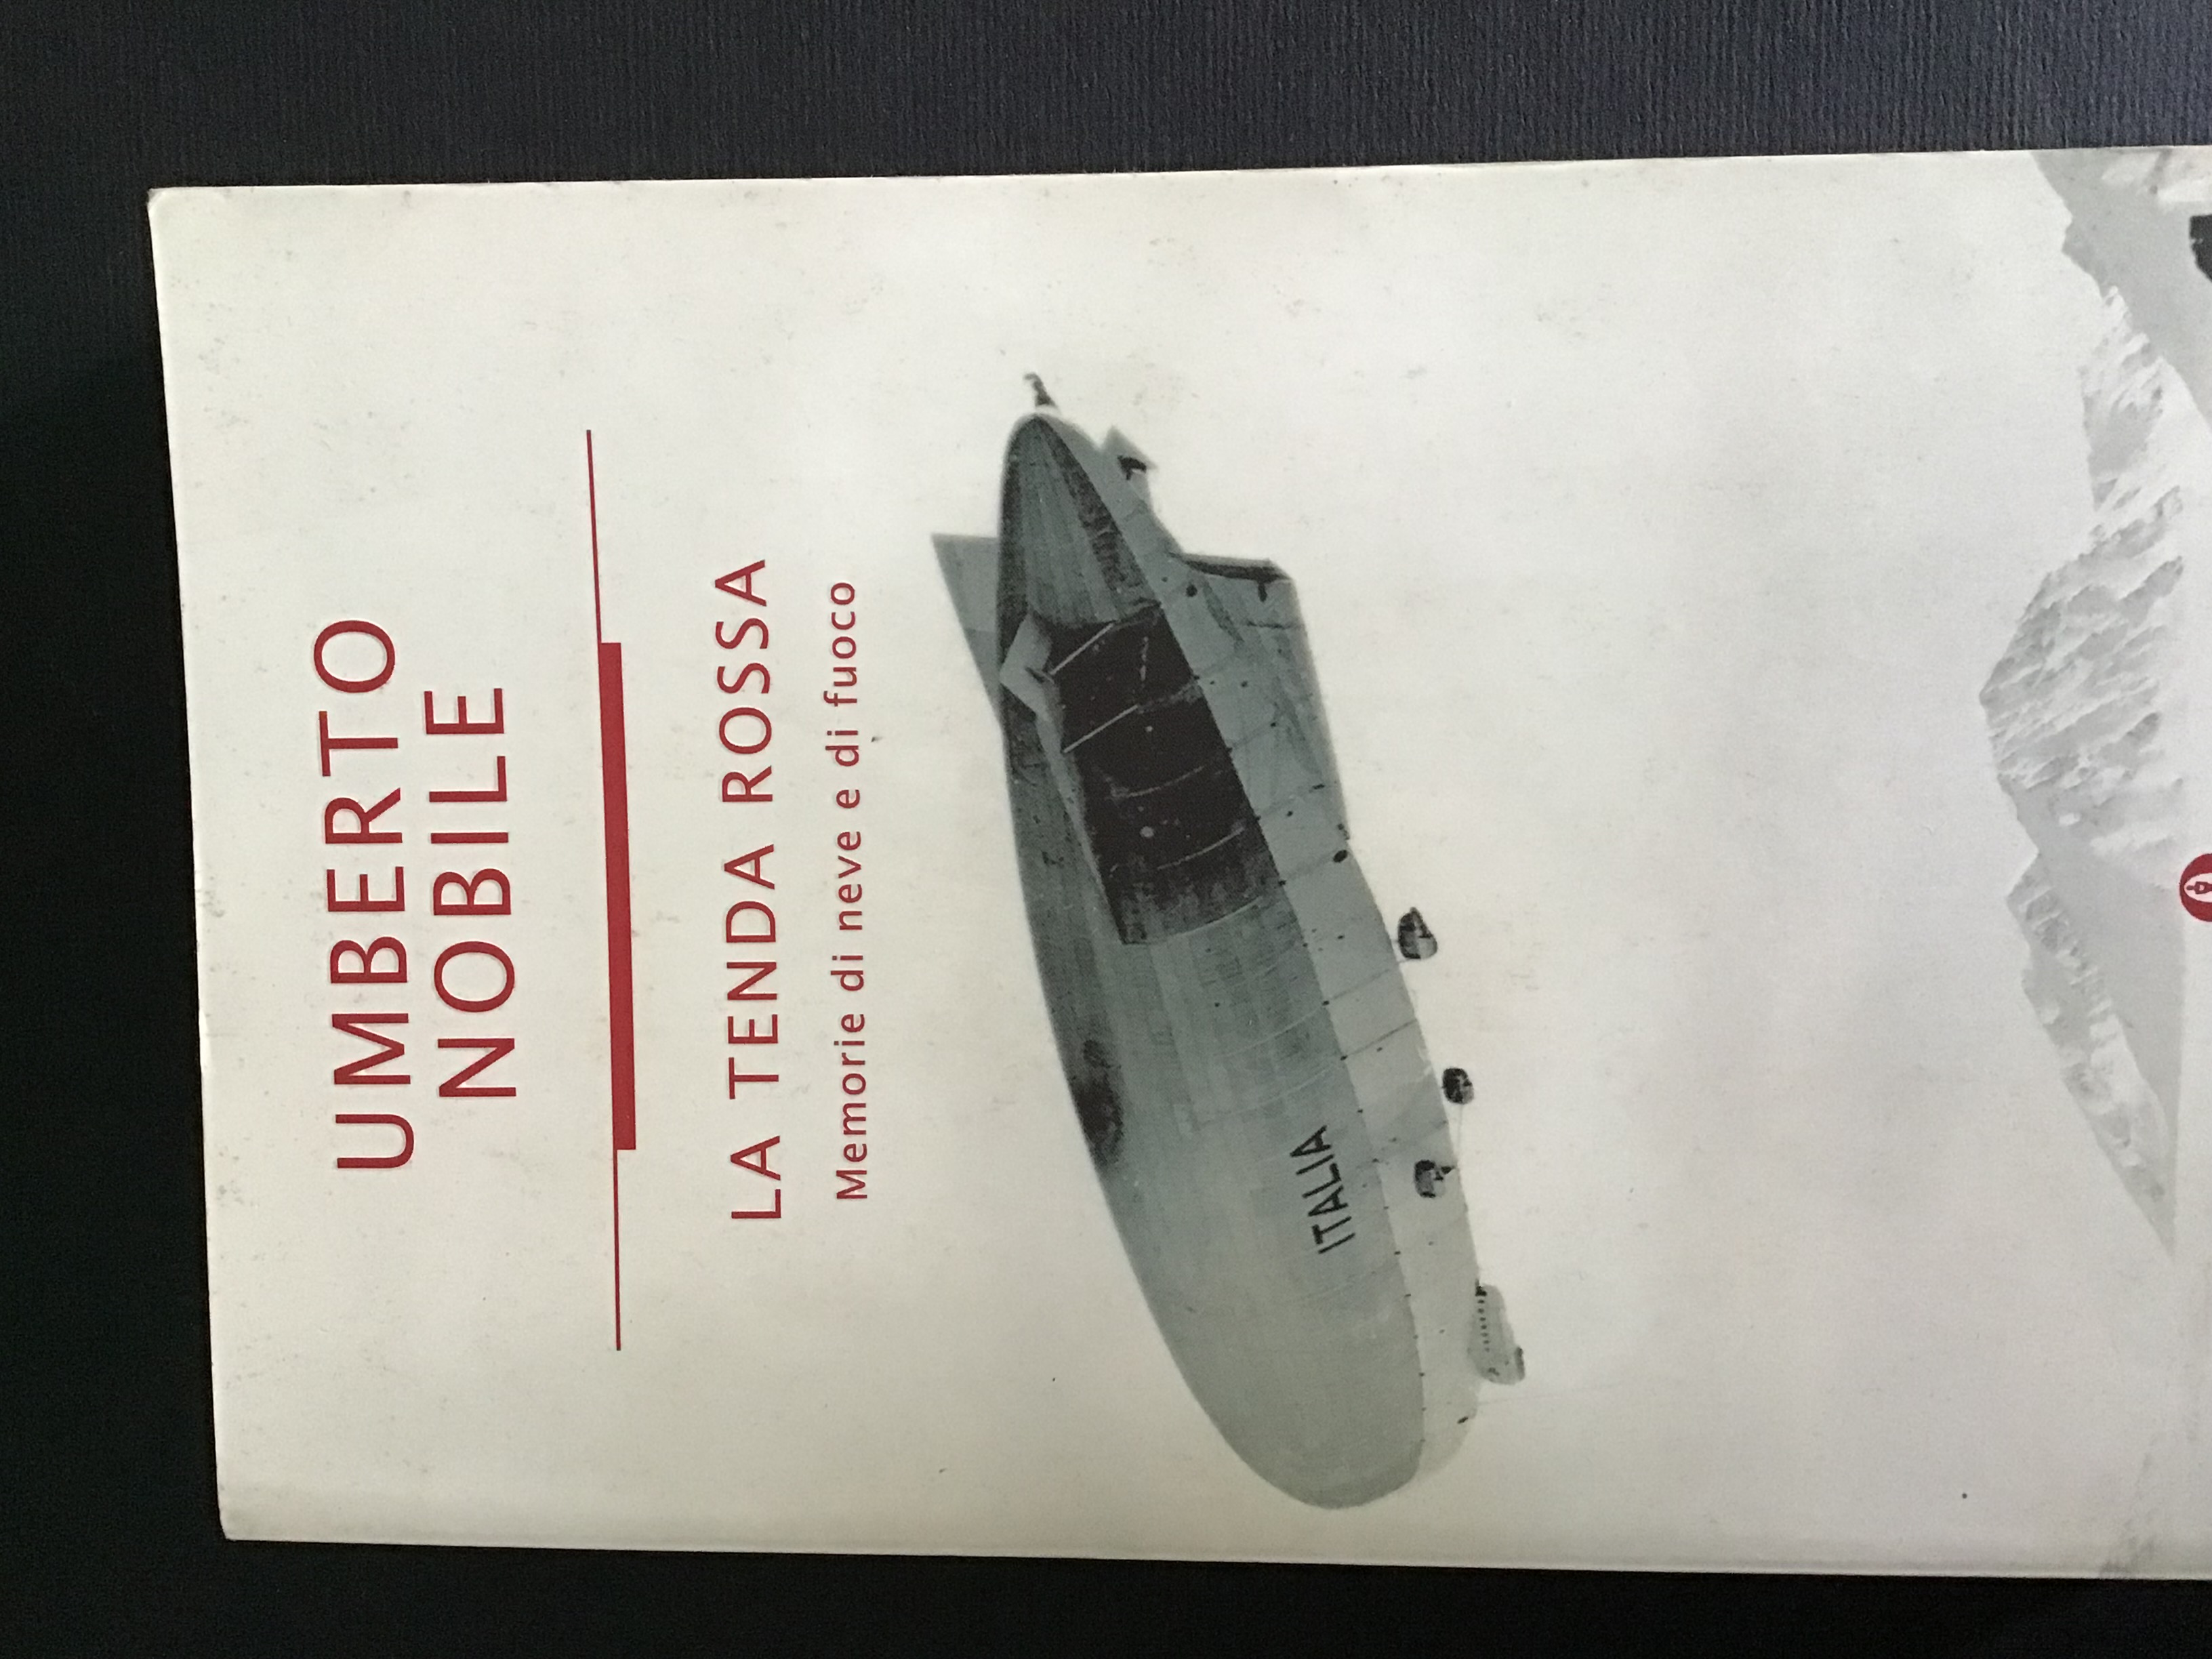 UMBERTO
NOBILE
LA TENDA ROSSA
Memorie di neve e di fuoco
ITALIA